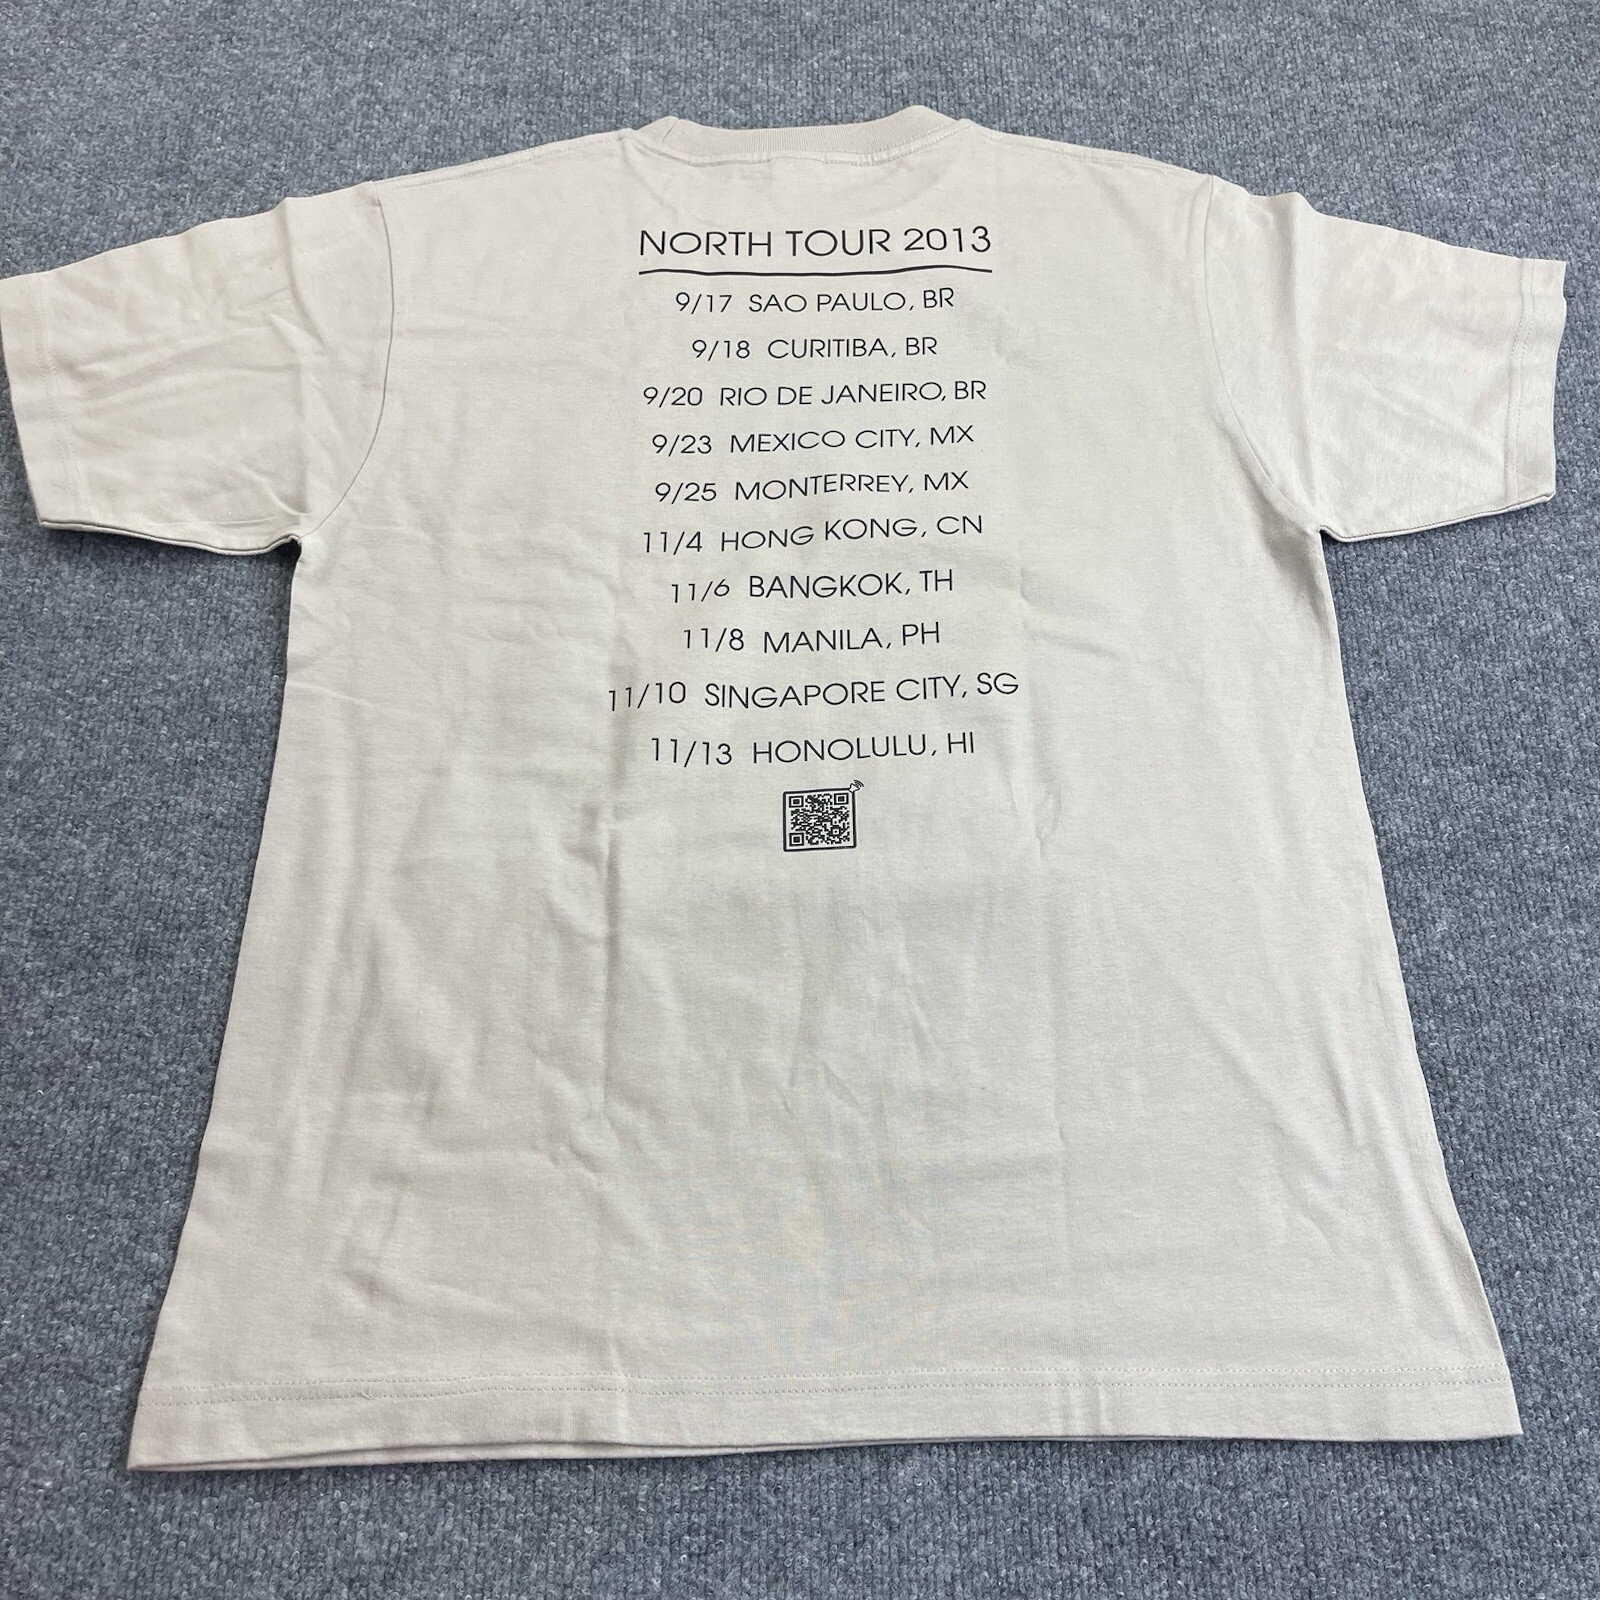 NORTH TOUR 2013
9/17 SAO PAULO, BR
9/18 CURITIBA, BR
9/20 RIO DE JANEIRO, BR
9/23 MEXICO CITY, MX
9/25 MONTERREY, MX
11/4 HONG KONG, CN
11/6 BANGKOK, TH
11/8 MANILA, PH
11/10 SINGAPORE CITY, SG
11/13 HONOLULU, HI